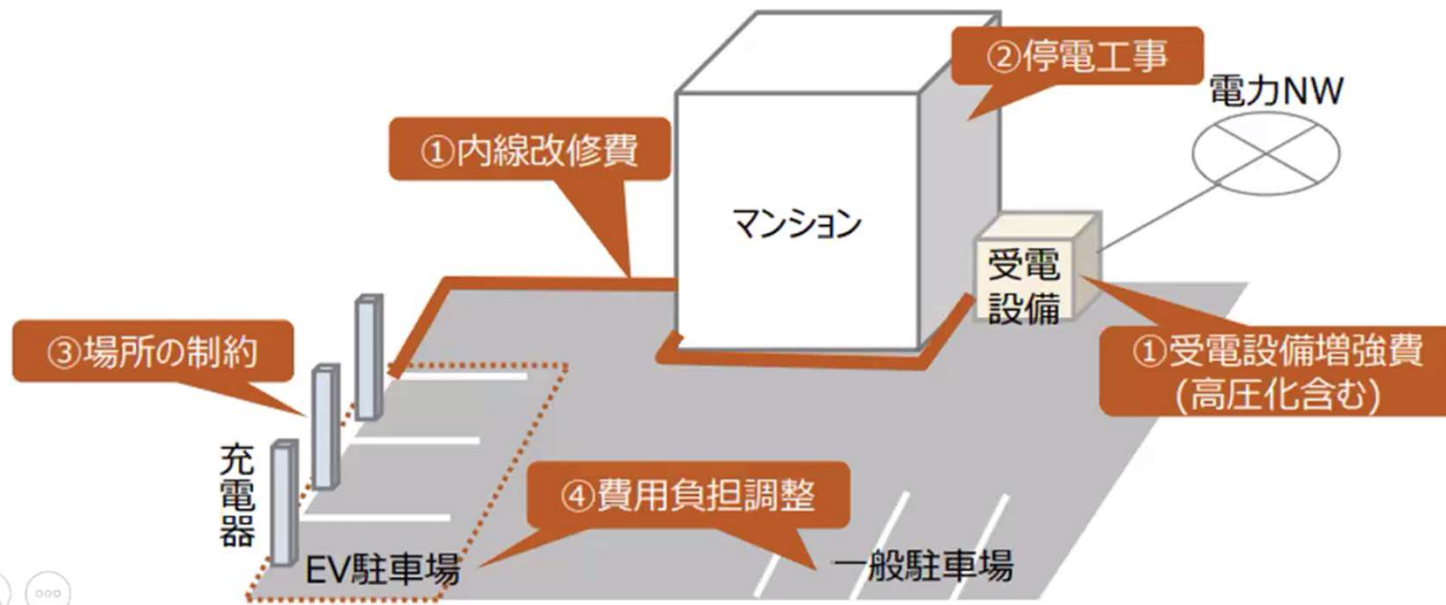 ②停電工事
電力NW
①内線改修費
マンション
受電
設備
③場所の制約
①受電設備増強費
(高圧化含む)
充電器
④費用負担調整
EV駐車場
一般駐車場